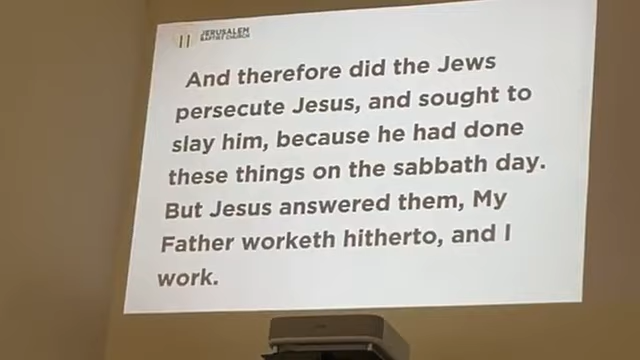 JERUSALEM
BAPTIST CHURCH
And therefore did the Jews
persecute Jesus, and sought to
slay him, because he had done
these things on the sabbath day.
But Jesus answered them, My
Father worketh hitherto, and I
work.